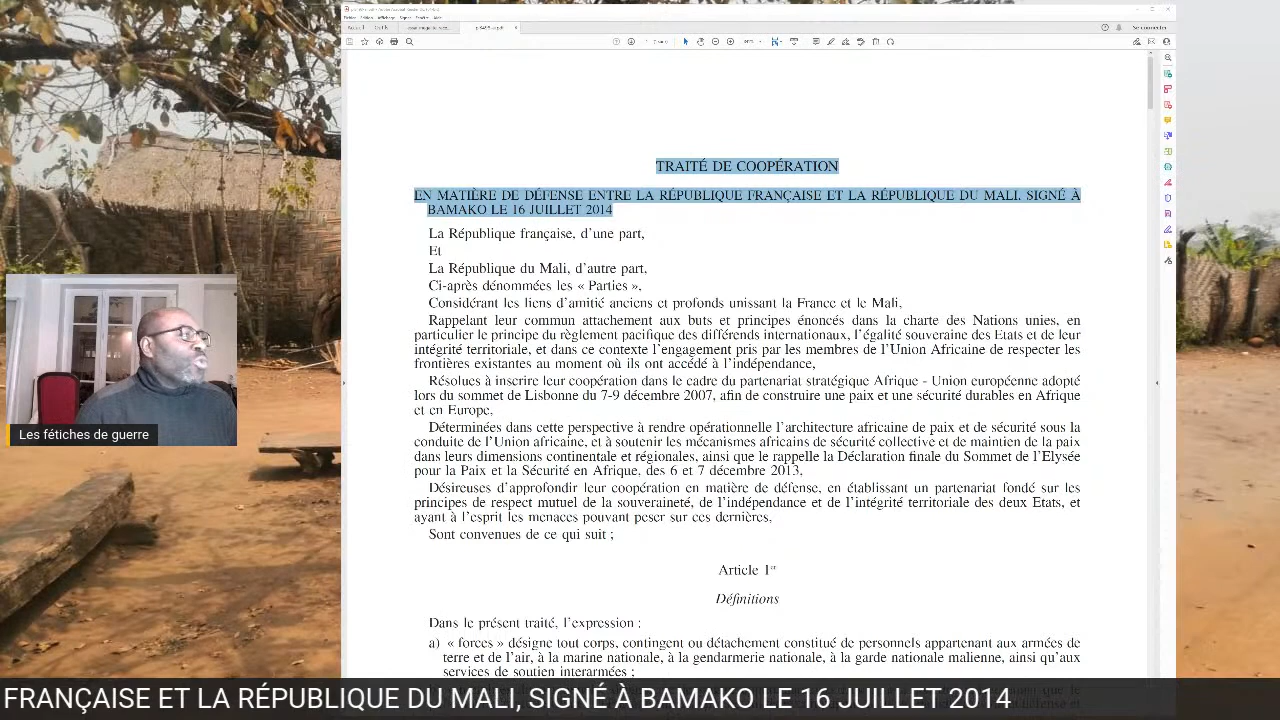 Se connecter
TRAITÉ DE COOPÉRATION
EN MATIÈRE DE DÉFENSE ENTRE LA RÉPUBLIQUE FRANÇAISE ET LA RÉPUBLIQUE DU MALI, SIGNÉ À
BAMAKO LE 16 JUILLET 2014
La République française, d’une part,
Et
La République du Mali, d’autre part,
Ci-après dénommées les « Parties »,
Considérant les liens d’amitié anciens et profonds unissant la France et le Mali,
Rappelant leur commun attachement aux buts et principes énoncés dans la charte des Nations unies, en
particulier le principe du règlement pacifique des différends internationaux, l’égalité souveraine des Etats et de leur
intégrité territoriale, et dans ce contexte l’engagement pris par les membres de l’Union Africaine de respecter les
frontières existantes au moment où ils ont accédé à l’indépendance,
Résolues à inscrire leur coopération dans le cadre du partenariat stratégique Afrique - Union européenne adopté
lors du sommet de Lisbonne du 7-9 décembre 2007, afin de construire une paix et une sécurité durables en Afrique
et en Europe,
Déterminées dans cette perspective à rendre opérationnelle l’architecture africaine de paix et de sécurité sous la
conduite de l’Union africaine, et à soutenir les mécanismes africains de sécurité collective et de maintien de la paix
dans leurs dimensions continentale et régionales, ainsi que le rappelle la Déclaration finale du Sommet de l’Elysée
pour la Paix et la Sécurité en Afrique, des 6 et 7 décembre 2013,
Désireuses d’approfondir leur coopération en matière de défense, en établissant un partenariat fondé sur les
principes de respect mutuel de la souveraineté, de l’indépendance et de l’intégrité territoriale des deux Etats, et
ayant à l’esprit les menaces pouvant peser sur ces dernières,
Sont convenues de ce qui suit ;
Article 1er
Définitions
Dans le présent traité, l’expression :
a) « forces » désigne tout corps, contingent ou détachement constitué de personnels appartenant aux armées de
terre et de l’air, à la marine nationale, à la gendarmerie nationale, à la garde nationale malienne, ainsi qu’aux
services de soutien interarmées ;
Les fétiches de guerre
FRANÇAISE ET LA RÉPUBLIQUE DU MALI, SIGNÉ À BAMAKO LE 16 JUILLET 2014